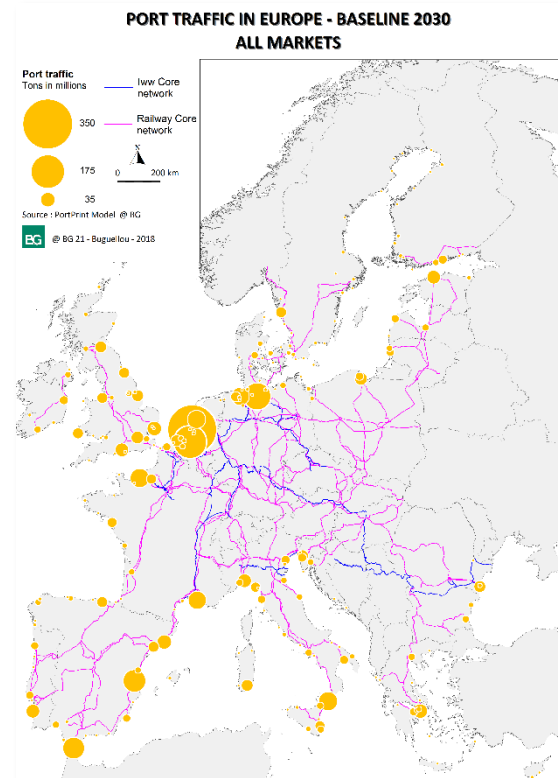 PORT TRAFFIC IN EUROPE - BASELINE 2030
ALL MARKETS
Port traffic
Tons in millions
350
175
35
Iww Core
network
Railway Core
network
N
0 200 km
Source : PortPrint Model @ BG
BG @ BG 21 - Buguellou - 2018